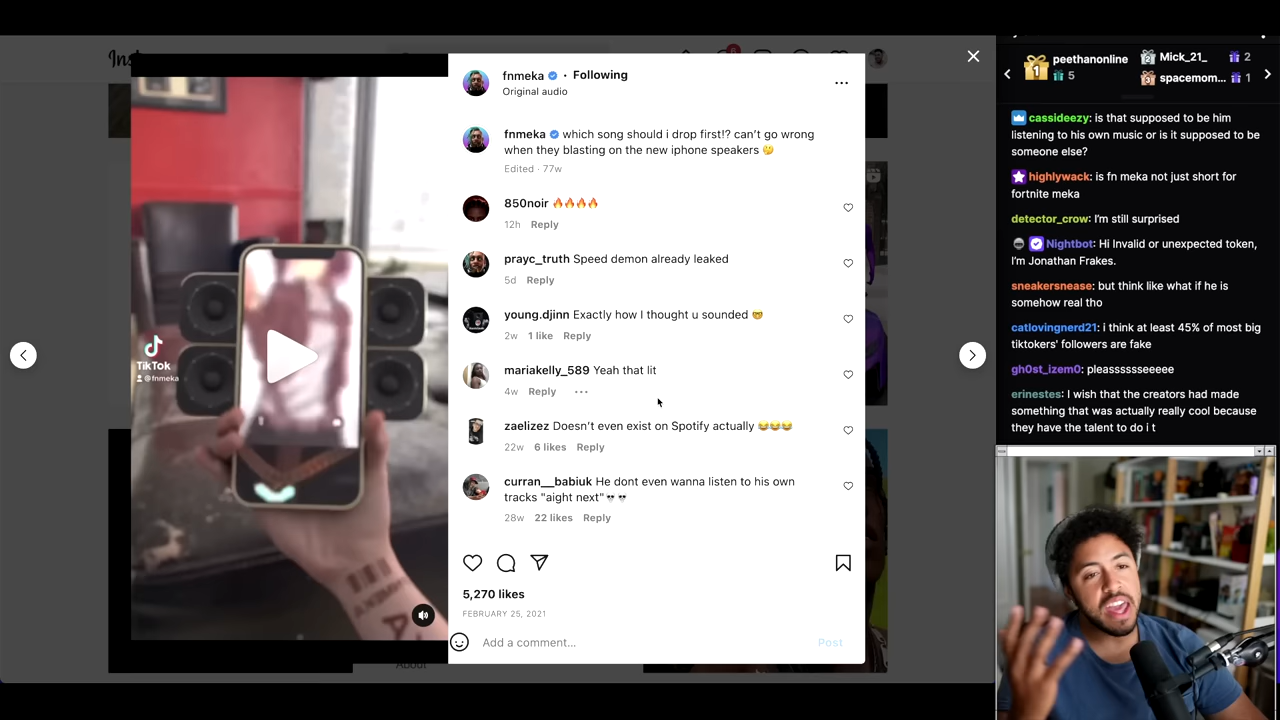 Ins
6
fnmeka • Following
Original audio
fnmeka which song should i drop first!? can't go wrong
when they blasting on the new iphone speakers 🤔
Edited · 77w
850noir 🔥🔥🔥🔥
12h Reply
prayc_truth Speed demon already leaked
5d Reply
young.djinn Exactly how I thought u sounded 🤓
2w 1 like Reply
mariakelly_589 Yeah that lit
4w Reply ...
zaelizez Doesn't even exist on Spotify actually 😂😂😂
22w 6 likes Reply
curran__babiuk He dont even wanna listen to his own
tracks "aight next"☠☠
28w 22 likes Reply
5,270 likes
FEBRUARY 25, 2021
Add a comment... Post
About
TikTok
@fnmeka
1 peethanonline
5
2 Mick_21_ 2
3 spacemom... 1
cassideezy: is that supposed to be him
listening to his own music or is it supposed to be
someone else?
highlywack: is fn meka not just short for
fortnite meka
detector_crow: I'm still surprised
Nightbot: Hi Invalid or unexpected token,
I'm Jonathan Frakes.
sneakersnease: but think like what if he is
somehow real tho
catlovingnerd21: i think at least 45% of most big
tiktokers' followers are fake
gh0st_izem0: pleassssseeeee
erinestes: I wish that the creators had made
something that was actually really cool because
they have the talent to do i t